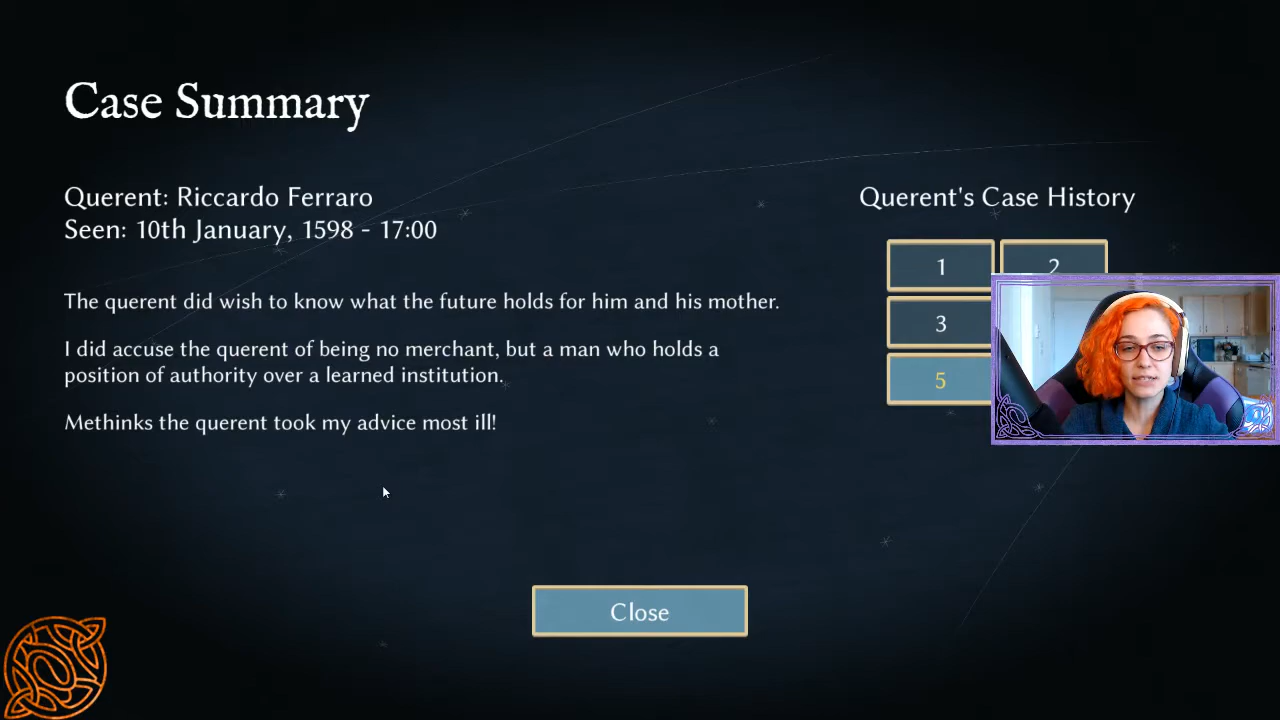 Case Summary
Querent: Riccardo Ferraro
Seen: 10th January, 1598 - 17:00
Querent's Case History
1
2
3
5
The querent did wish to know what the future holds for him and his mother.
I did accuse the querent of being no merchant, but a man who holds a
position of authority over a learned institution.
Methinks the querent took my advice most ill!
Close